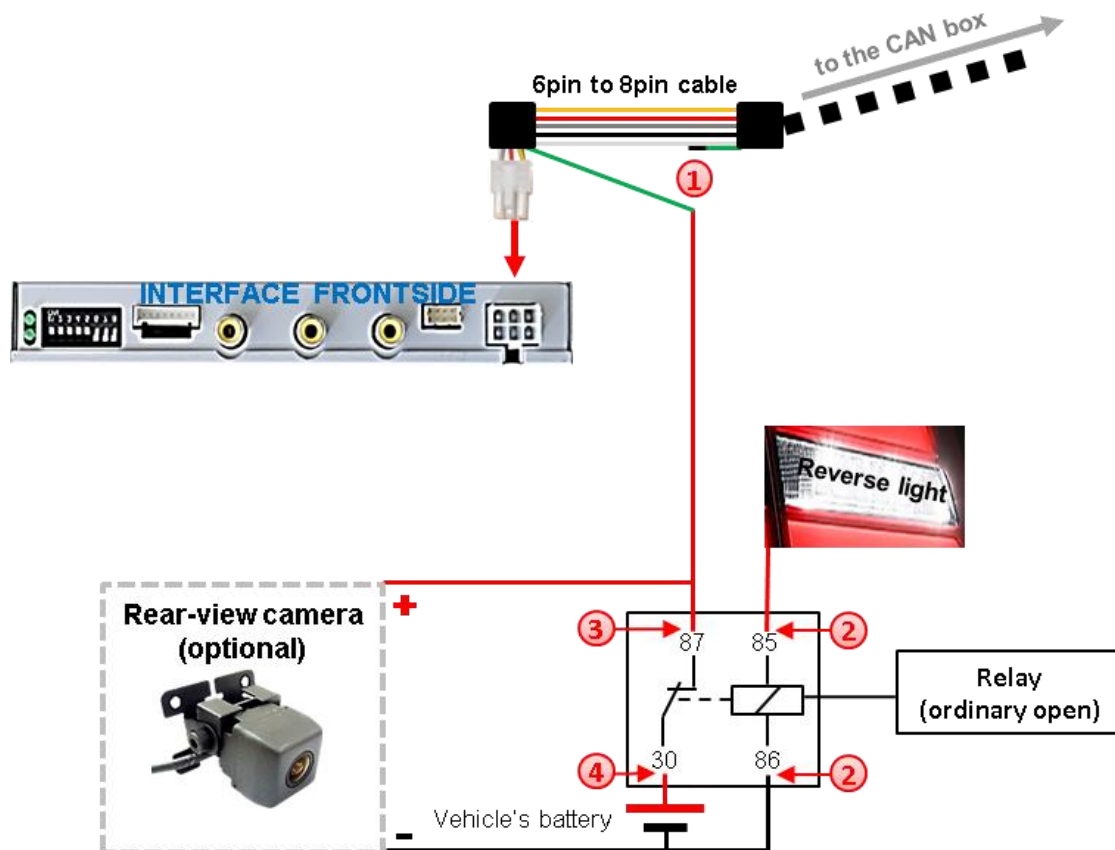 to the CAN box
6pin to 8pin cable
1
INTERFACE FRONTSIDE
Reverse light
Rear-view camera
(optional)
+
3
87
85
2
Relay
(ordinary open)
4
30
86
2
Vehicle's battery
-